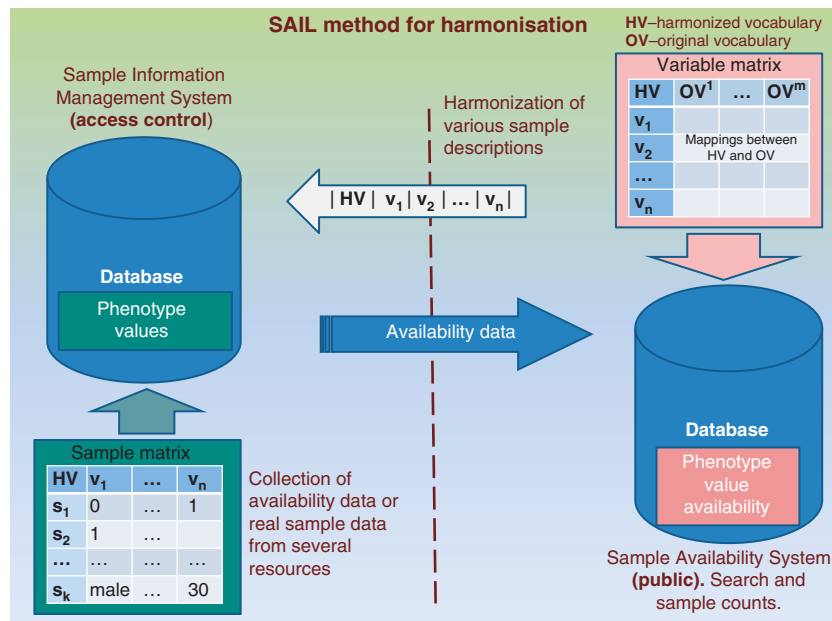 SAIL method for harmonisation
HV–harmonized vocabulary
OV–original vocabulary
Sample Information
Management System
(access control)
Database
Phenotype
values
Harmonization of
various sample
descriptions
| HV | v1 | v2 | ... | vn |
Availability data
Variable matrix
HV OV1 ... OVm
v1
v2
...
vn
Mappings between
HV and OV
Database
Phenotype
value
availability
Sample Availability System
(public). Search and
sample counts.
Sample matrix
HV v1 ... vn
s1 0 ... 1
s2 1 ...
... ... ... ...
sk male ... 30
Collection of
availability data or
real sample data
from several
resources